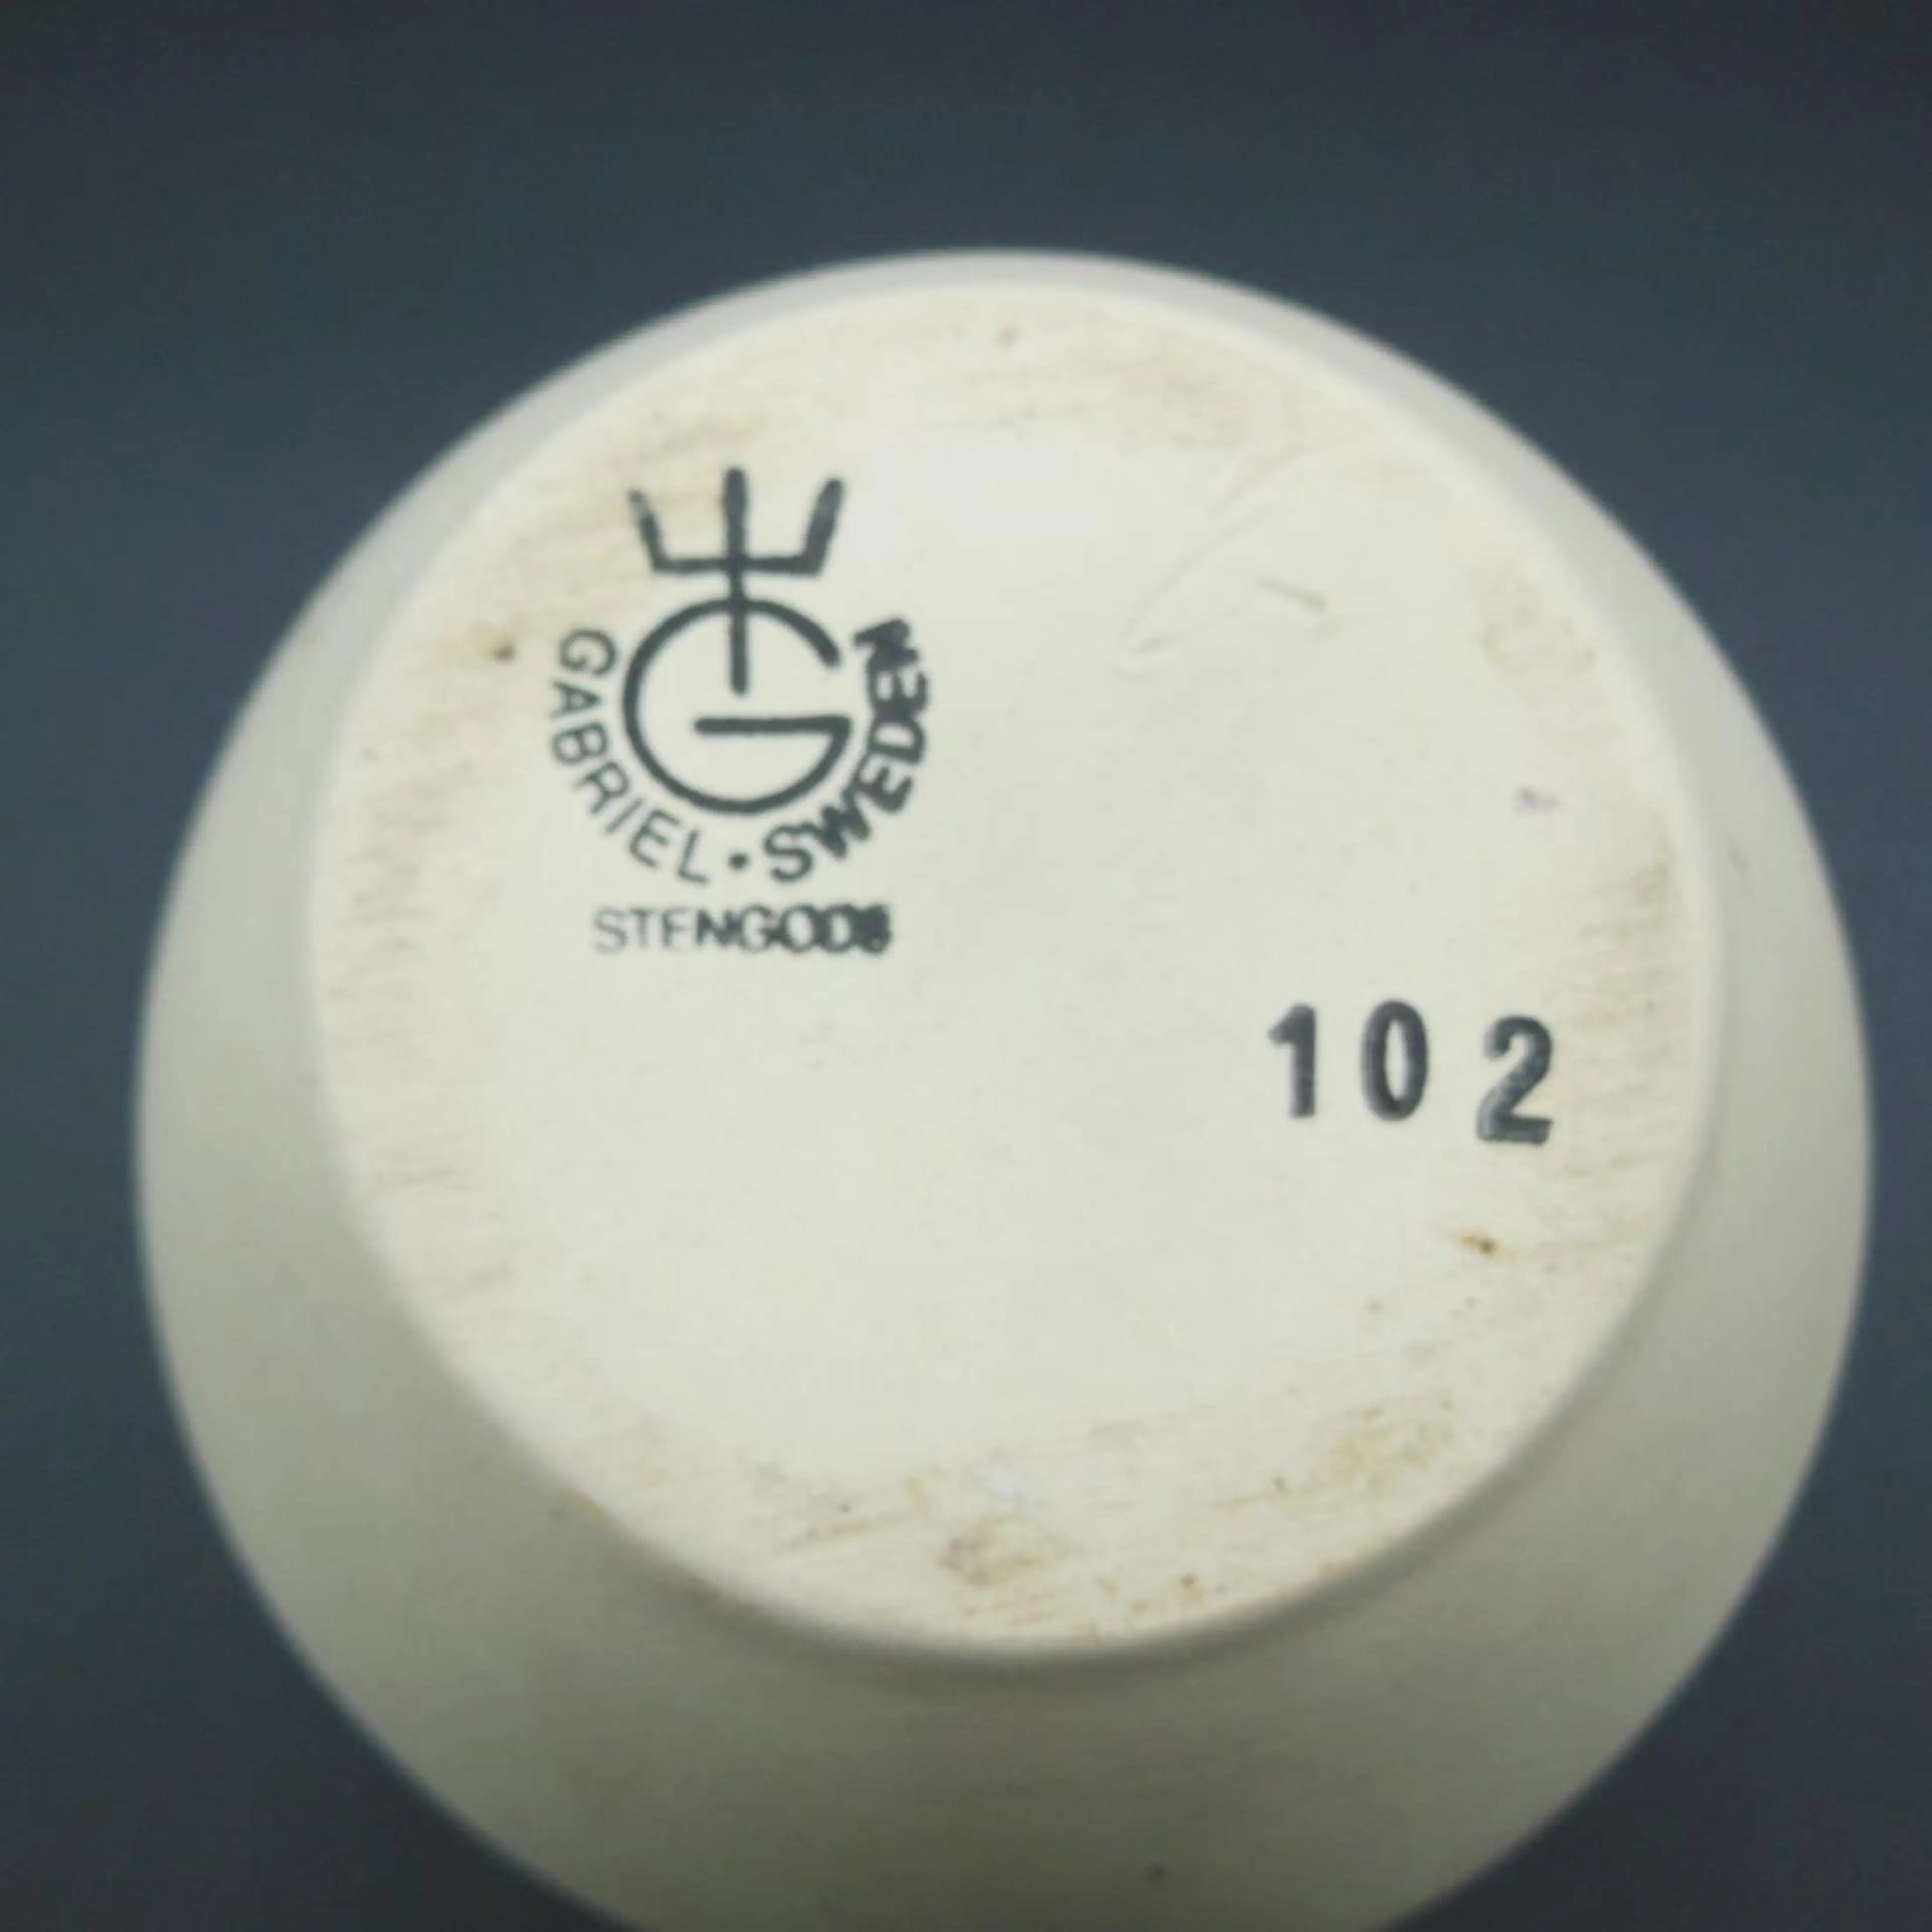 GABRIEL • SWEDEN
STENGODS
102